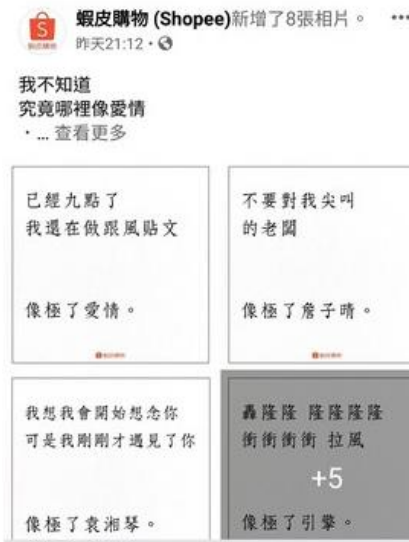 蝦皮購物 (Shopee)新增了8張相片。
昨天21:12・
我不知道
究竟哪裡像愛情
・... 查看更多
已經九點了
我還在做跟風貼文
像極了愛情。
不要對我尖叫
的老闆
像極了詹子晴。
我想我會開始想念你
可是我剛剛才遇見了你
像極了袁湘琴。
轟隆隆 隆隆隆隆
衝衝衝衝 拉風
+5
像極了引擎。